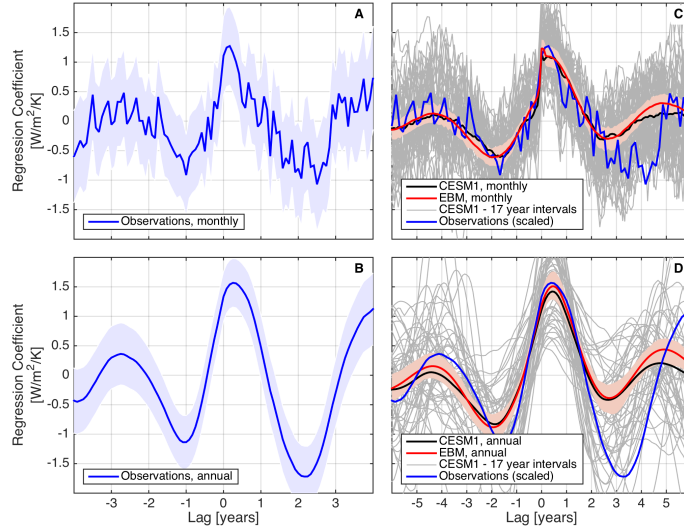 A
C
Regression Coefficient
[W/m²/K]
1.5
1
0.5
0
-0.5
-1
-1.5
Observations, monthly
CESM1, monthly
EBM, monthly
CESM1 - 17 year intervals
Observations (scaled)
B
D
Regression Coefficient
[W/m²/K]
1.5
1
0.5
0
-0.5
-1
-1.5
Observations, annual
CESM1, annual
EBM, annual
CESM1 - 17 year intervals
Observations (scaled)
-3 -2 -1 0 1 2 3
-5 -4 -3 -2 -1 0 1 2 3 4 5
Lag [years]
Lag [years]